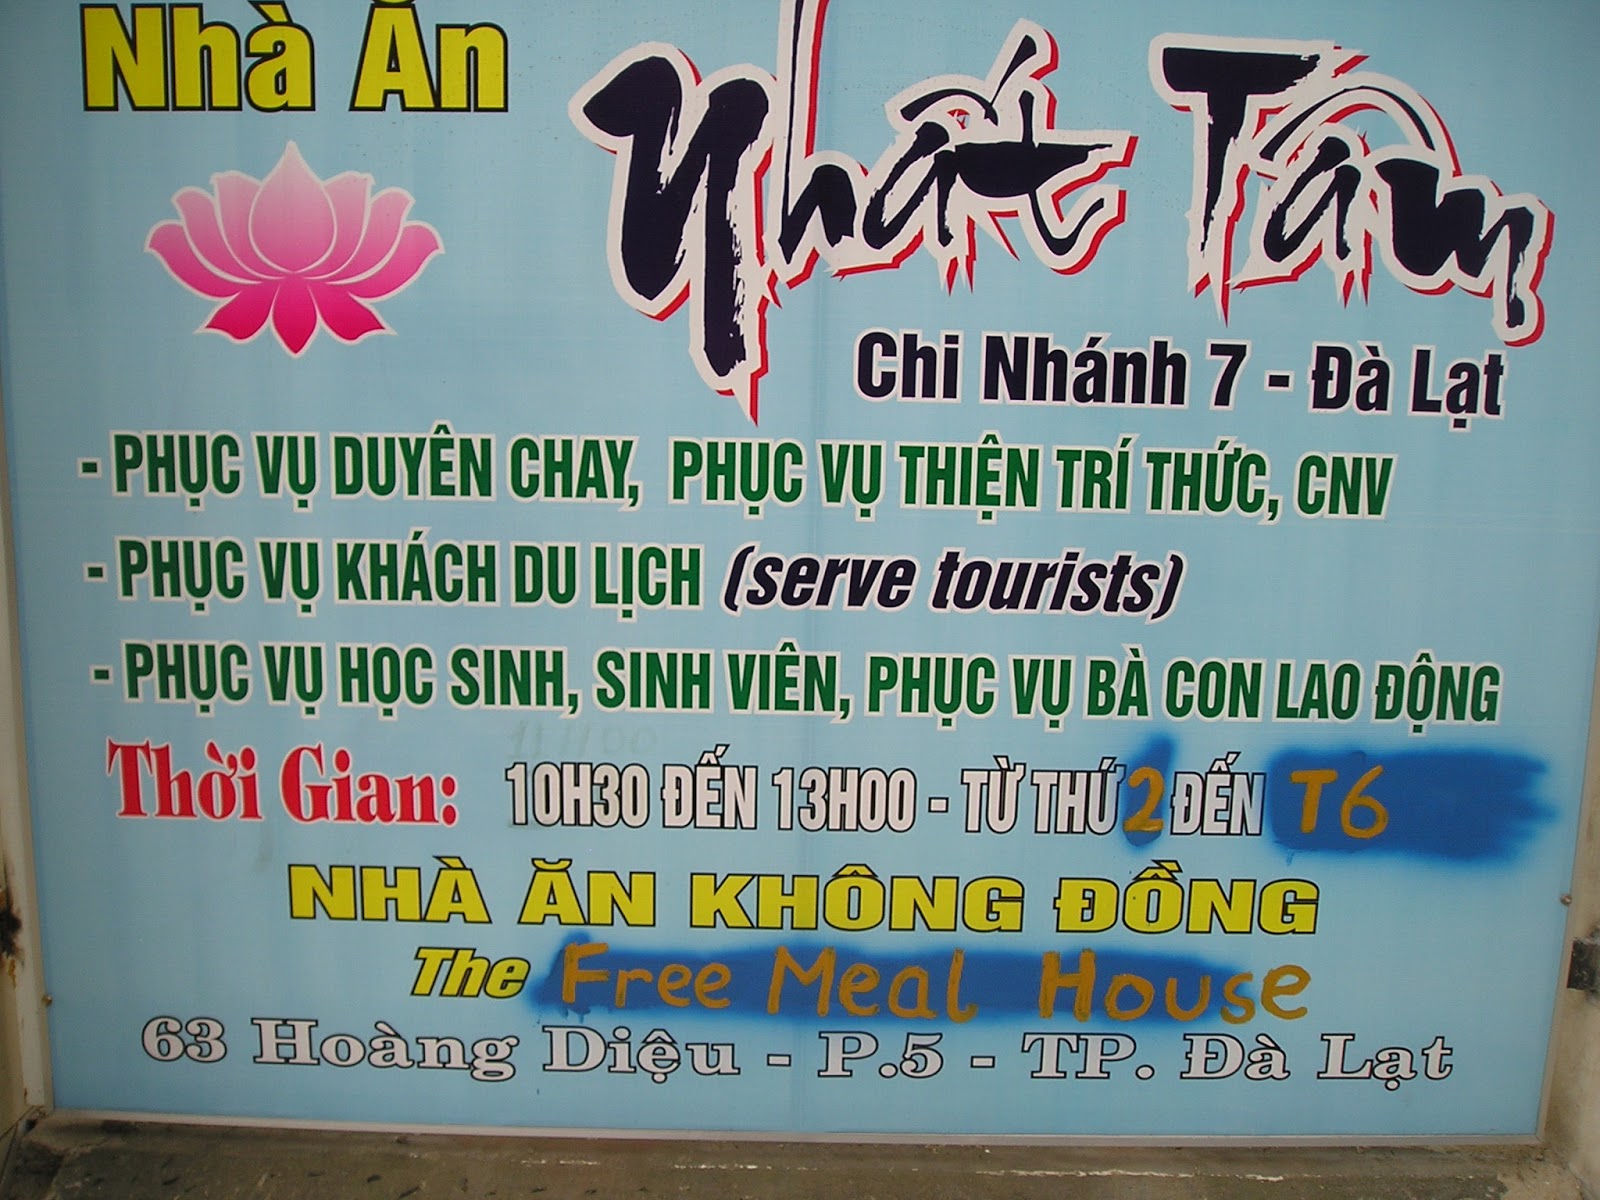 Nhà Ăn
Nhất Tâm
Chi Nhánh 7 - Đà Lạt
- PHỤC VỤ DUYÊN CHAY, PHỤC VỤ THIỆN TRÍ THỨC, CNV
- PHỤC VỤ KHÁCH DU LỊCH (serve tourists)
- PHỤC VỤ HỌC SINH, SINH VIÊN, PHỤC VỤ BÀ CON LAO ĐỘNG
Thời Gian: 10H30 ĐẾN 13H00 - TỪ THỨ 2 ĐẾN T6
NHÀ ĂN KHÔNG ĐỒNG
The Free Meal House
63 Hoàng Diệu - P.5 - TP. Đà Lạt